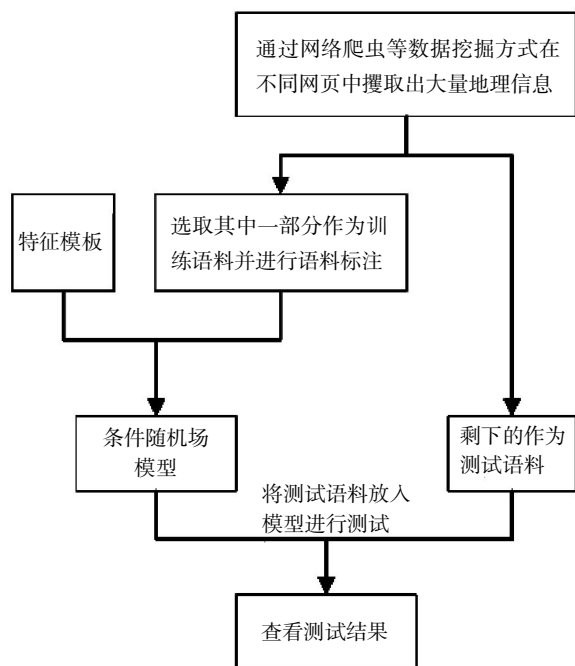 通过网络爬虫等数据挖掘方式在
不同网页中攫取出大量地理信息
特征模板
选取其中一部分作为训
练语料并进行语料标注
条件随机场
模型
剩下的作为
测试语料
将测试语料放入
模型进行测试
查看测试结果